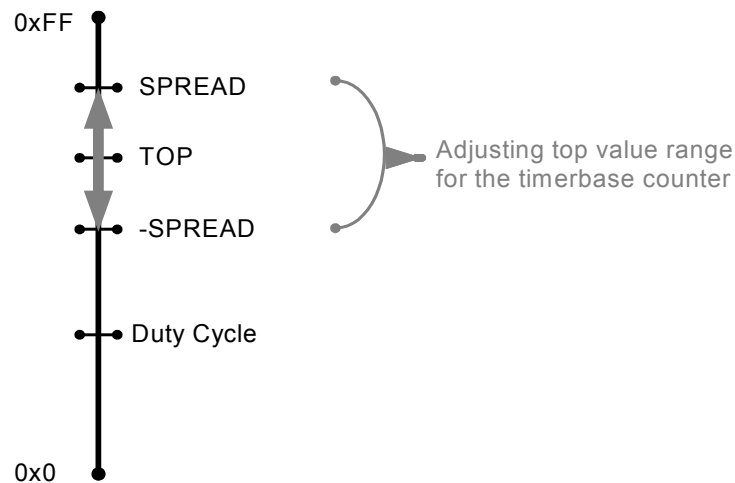 0xFF
SPREAD
TOP
Adjusting top value range
for the timerbase counter
-SPREAD
Duty Cycle
0x0